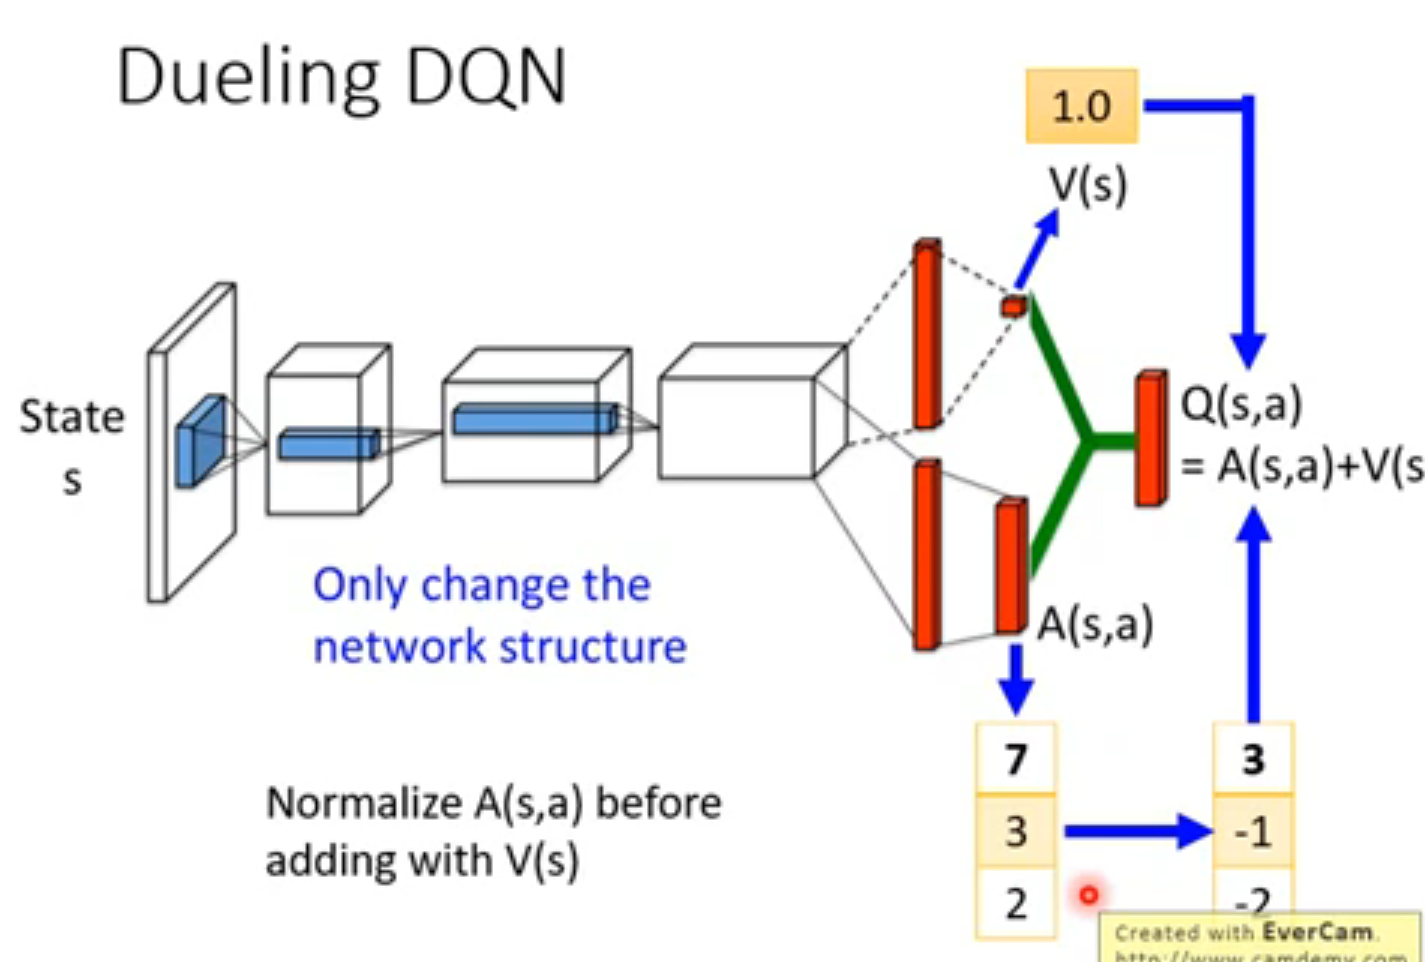 Dueling DQN
1.0
V(s)
State
s
Q(s,a)
= A(s,a)+V(s
Only change the
network structure
A(s,a)
Normalize A(s,a) before
adding with V(s)
7
3
2
3
-1
-2
Created with EverCam.
http://www.camdemy.com